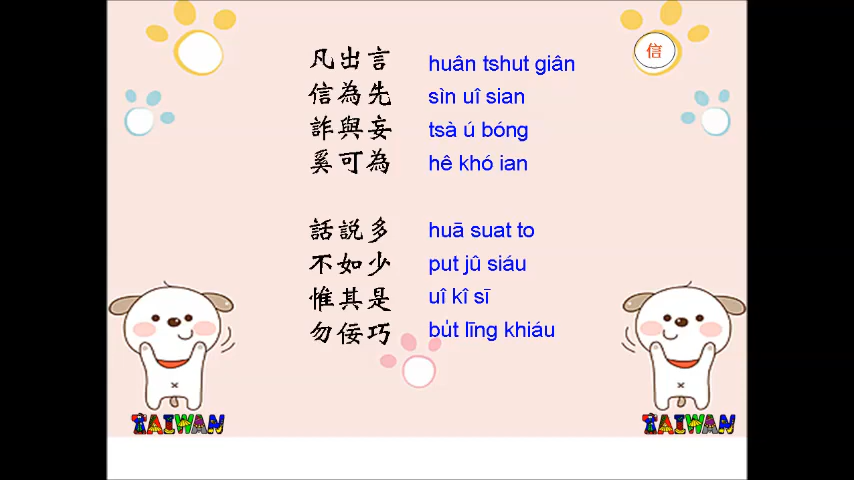 信
凡出言 huân tshut giân
信為先 sìn uî sian
詐與妄 tsà ú bóng
奚可為 hê khó ian
話說多 huā suat to
不如少 put jû siáu
惟其是 uî kî sī
勿佞巧 bu̍t līng khiáu
TAIWAN TAIWAN